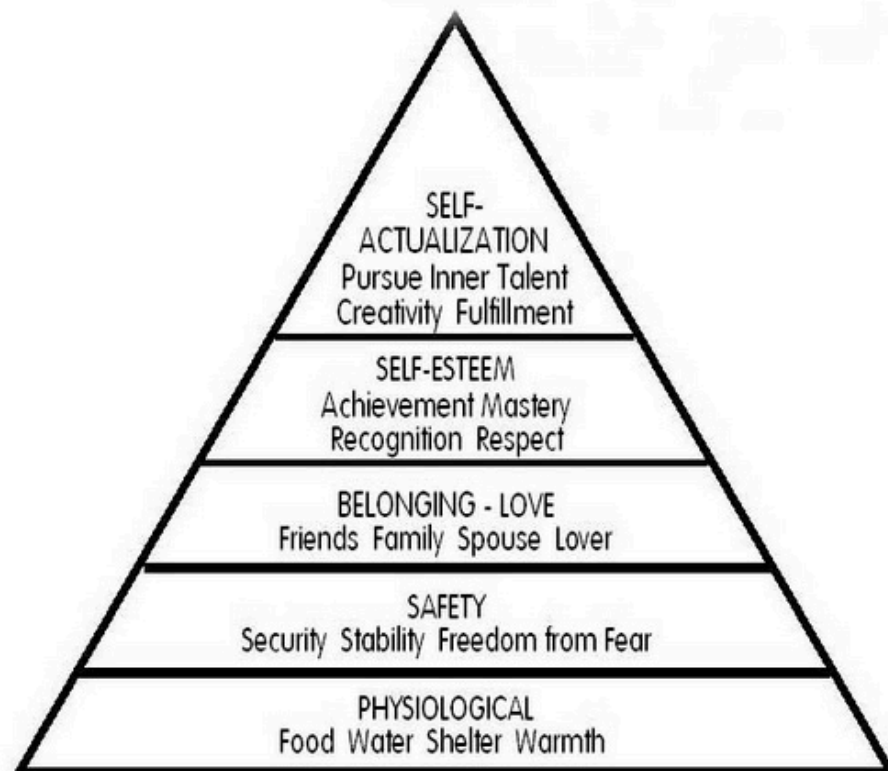 SELF-
ACTUALIZATION
Pursue Inner Talent
Creativity Fulfillment
SELF-ESTEEM
Achievement Mastery
Recognition Respect
BELONGING - LOVE
Friends Family Spouse Lover
SAFETY
Security Stability Freedom from Fear
PHYSIOLOGICAL
Food Water Shelter Warmth